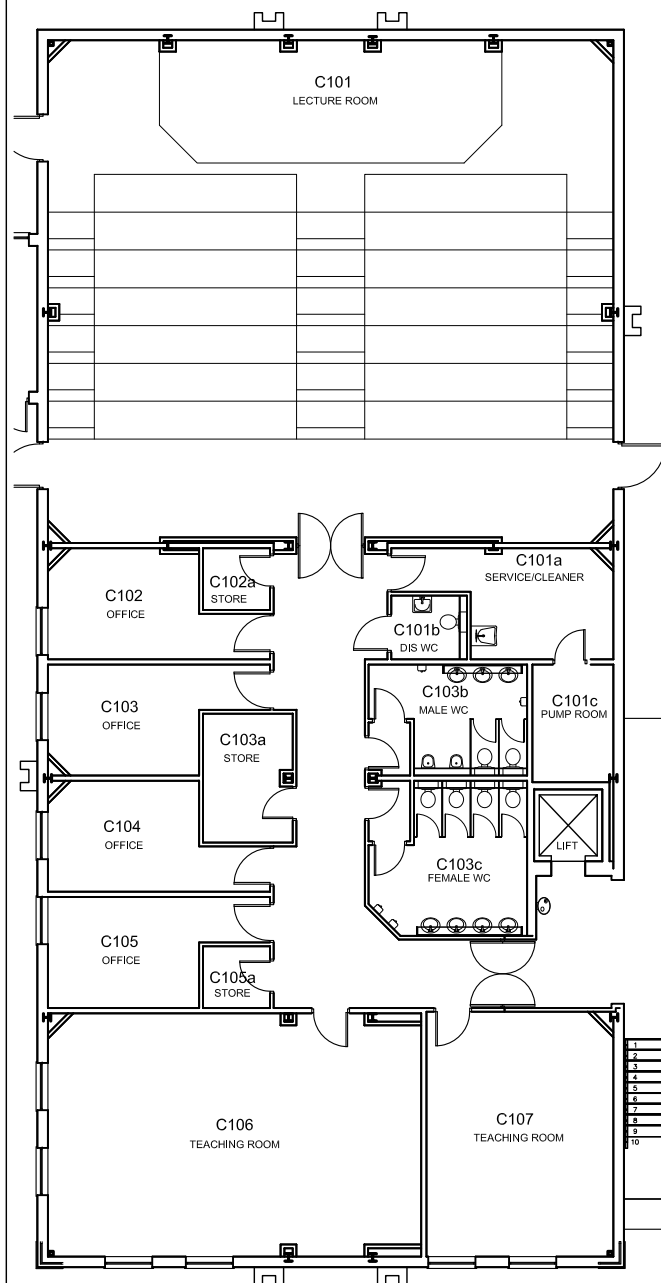 C101
LECTURE ROOM
C101a
SERVICE/CLEANER
C102a
STORE
C102
OFFICE
C101b
DIS WC
C103b
MALE WC
C101c
PUMP ROOM
C103
OFFICE
C103a
STORE
C104
OFFICE
LIFT
C103c
FEMALE WC
C105
OFFICE
C105a
STORE
1
2
3
4
5
6
7
8
9
10
C106
TEACHING ROOM
C107
TEACHING ROOM